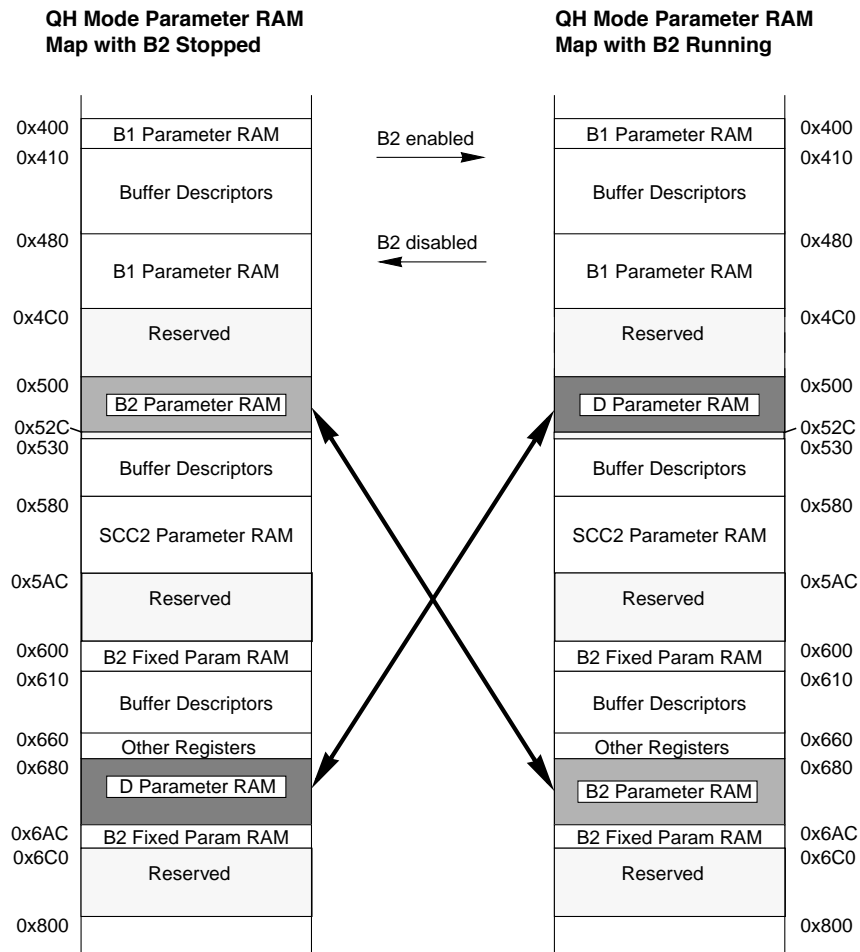 QH Mode Parameter RAM
Map with B2 Stopped
QH Mode Parameter RAM
Map with B2 Running
0x400
B1 Parameter RAM
0x410
Buffer Descriptors
0x480
B1 Parameter RAM
0x4C0
Reserved
0x500
B2 Parameter RAM
0x52C
0x530
Buffer Descriptors
0x580
SCC2 Parameter RAM
0x5AC
Reserved
0x600
B2 Fixed Param RAM
0x610
Buffer Descriptors
0x660
Other Registers
0x680
D Parameter RAM
0x6AC
B2 Fixed Param RAM
0x6C0
Reserved
0x800
B2 enabled
B2 disabled
B1 Parameter RAM
0x400
0x410
Buffer Descriptors
0x480
B1 Parameter RAM
0x4C0
Reserved
0x500
D Parameter RAM
0x52C
0x530
Buffer Descriptors
0x580
SCC2 Parameter RAM
0x5AC
Reserved
0x600
B2 Fixed Param RAM
0x610
Buffer Descriptors
0x660
Other Registers
0x680
B2 Parameter RAM
0x6AC
B2 Fixed Param RAM
0x6C0
Reserved
0x800